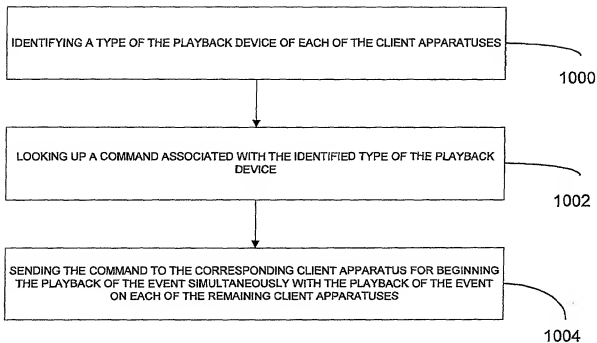 IDENTIFYING A TYPE OF THE PLAYBACK DEVICE OF EACH OF THE CLIENT APPARATUSES
1000
LOOKING UP A COMMAND ASSOCIATED WITH THE IDENTIFIED TYPE OF THE PLAYBACK
DEVICE
1002
SENDING THE COMMAND TO THE CORRESPONDING CLIENT APPARATUS FOR BEGINNING
THE PLAYBACK OF THE EVENT SIMULTANEOUSLY WITH THE PLAYBACK OF THE EVENT
ON EACH OF THE REMAINING CLIENT APPARATUSES
1004